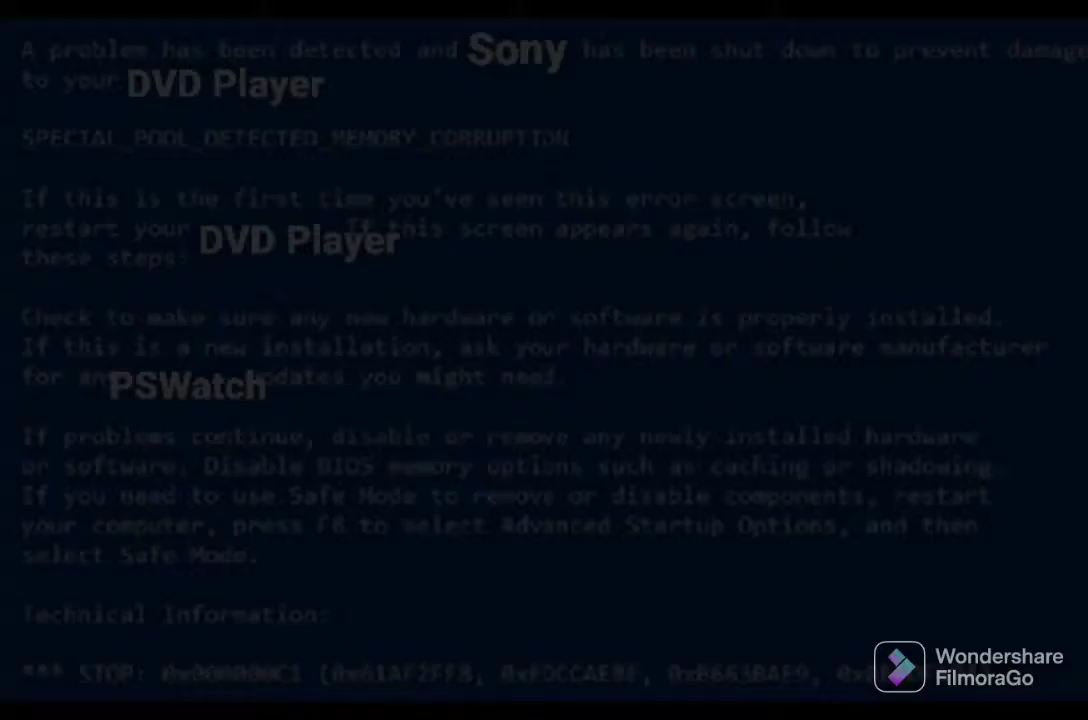 A problem has been detected and Sony has been shut down to prevent damage
to your DVD Player
SPECIAL_POOL_DETECTED_MEMORY_CORRUPTION
If this is the first time you've seen this error screen,
restart your DVD Player If this screen appears again, follow
these steps:
Check to make sure any new hardware or software is properly installed.
If this is a new installation, ask your hardware or software manufacturer
for any PSWatch updates you might need.
If problems continue, disable or remove any newly installed hardware
or software. Disable BIOS memory options such as caching or shadowing.
If you need to use Safe Mode to remove or disable components, restart
your computer, press F8 to select Advanced Startup Options, and then
select Safe Mode.
Technical Information:
*** STOP: 0x000000C1
Wondershare
FilmoraGo